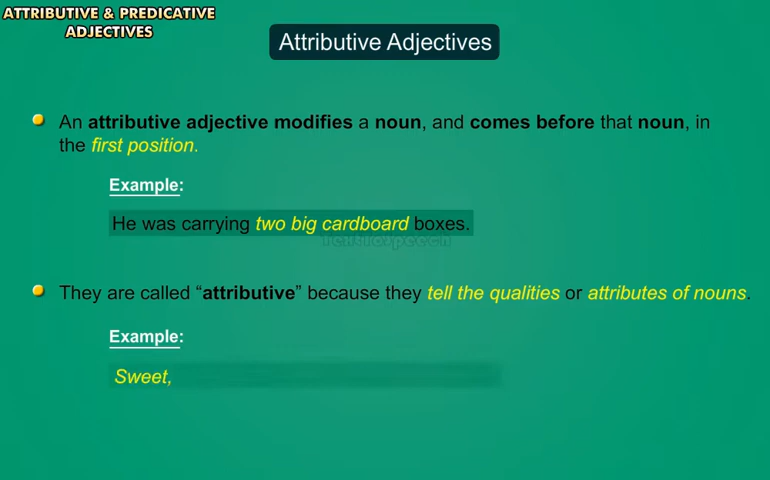 ATTRIBUTIVE & PREDICATIVE
ADJECTIVES
Attributive Adjectives
An attributive adjective modifies a noun, and comes before that noun, in
the first position.
Example:
He was carrying two big cardboard boxes.
They are called “attributive” because they tell the qualities or attributes of nouns.
Example:
Sweet,